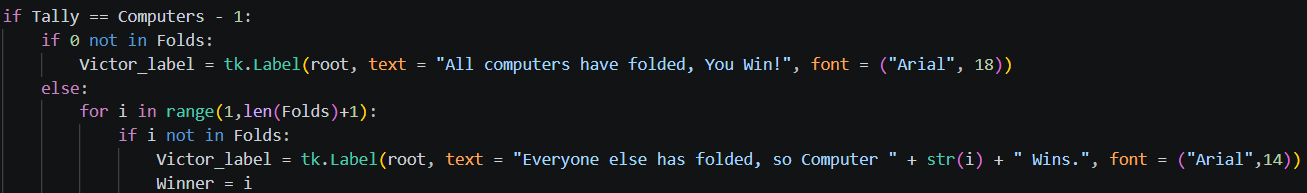 if Tally == Computers - 1:
    if 0 not in Folds:
        Victor_label = tk.Label(root, text = "All computers have folded, You Win!", font = ("Arial", 18))
    else:
        for i in range(1,len(Folds)+1):
            if i not in Folds:
                Victor_label = tk.Label(root, text = "Everyone else has folded, so Computer " + str(i) + " Wins.", font = ("Arial",14))
                Winner = i